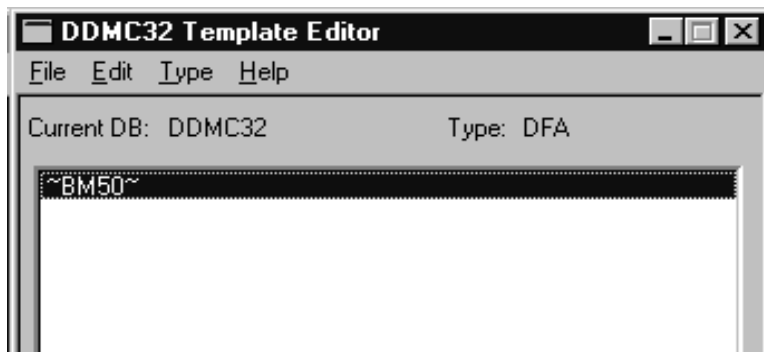 DDMC32 Template Editor
File Edit Type Help
Current DB: DDMC32 Type: DFA
~BM50~